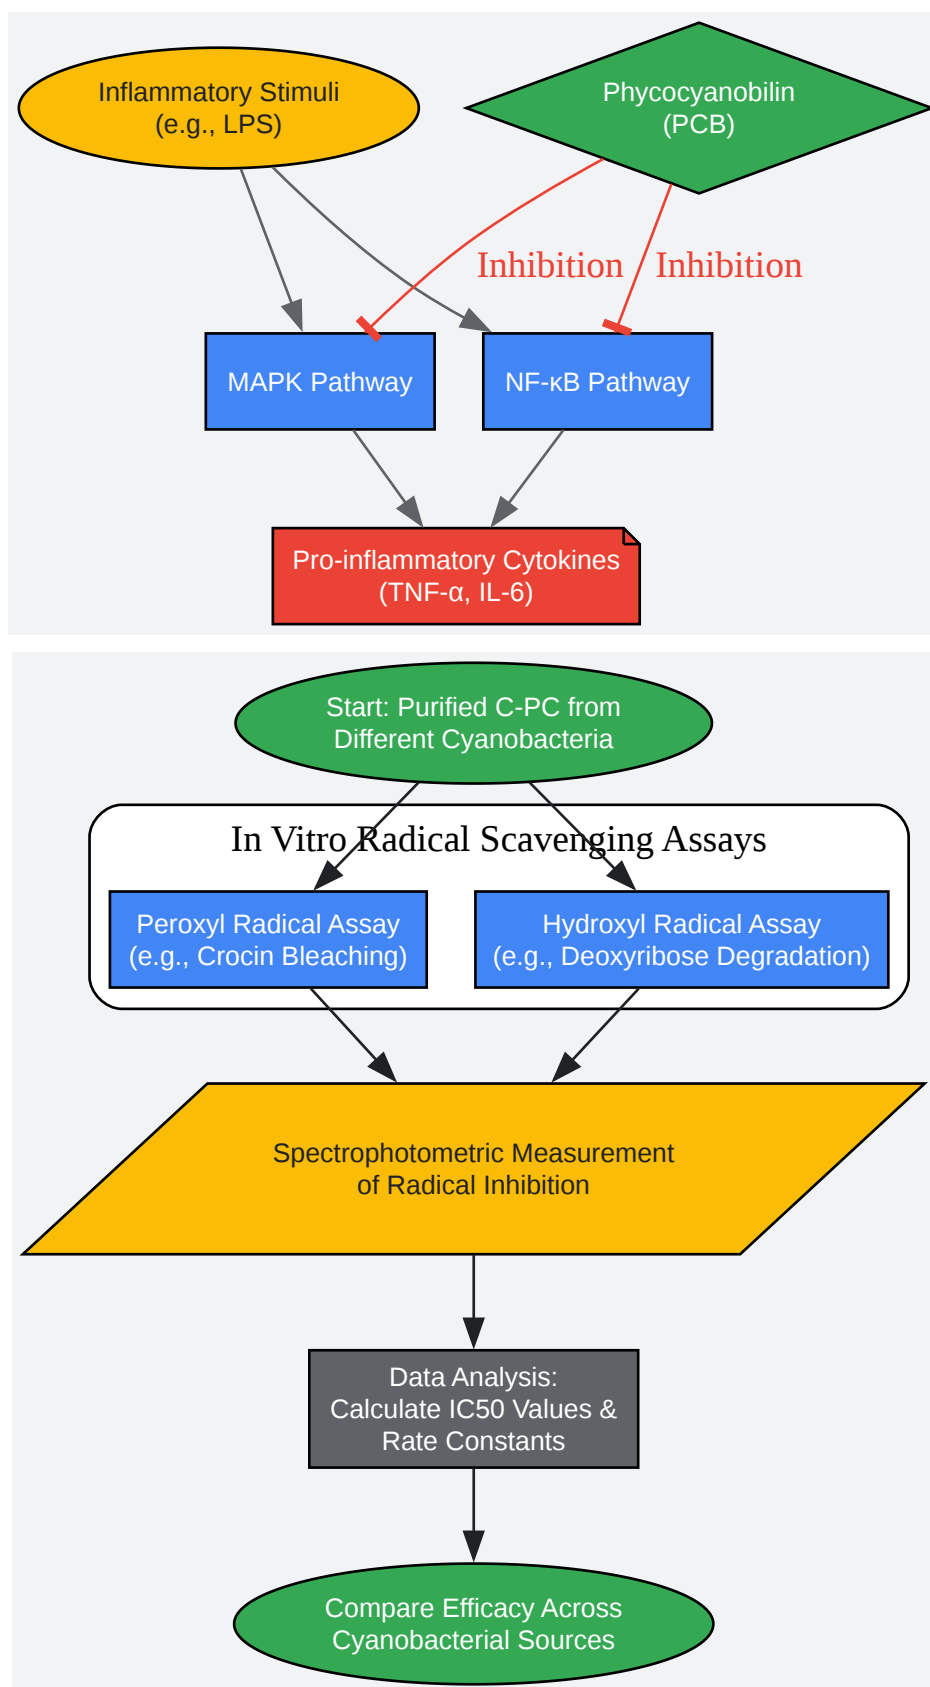 Inflammatory Stimuli
(e.g., LPS)
Phycocyanobilin
(PCB)
Inhibition
Inhibition
MAPK Pathway
NF-κB Pathway
Pro-inflammatory Cytokines
(TNF-α, IL-6)
Start: Purified C-PC from
Different Cyanobacteria
In Vitro Radical Scavenging Assays
Peroxyl Radical Assay
(e.g., Crocin Bleaching)
Hydroxyl Radical Assay
(e.g., Deoxyribose Degradation)
Spectrophotometric Measurement
of Radical Inhibition
Data Analysis:
Calculate IC50 Values &
Rate Constants
Compare Efficacy Across
Cyanobacterial Sources